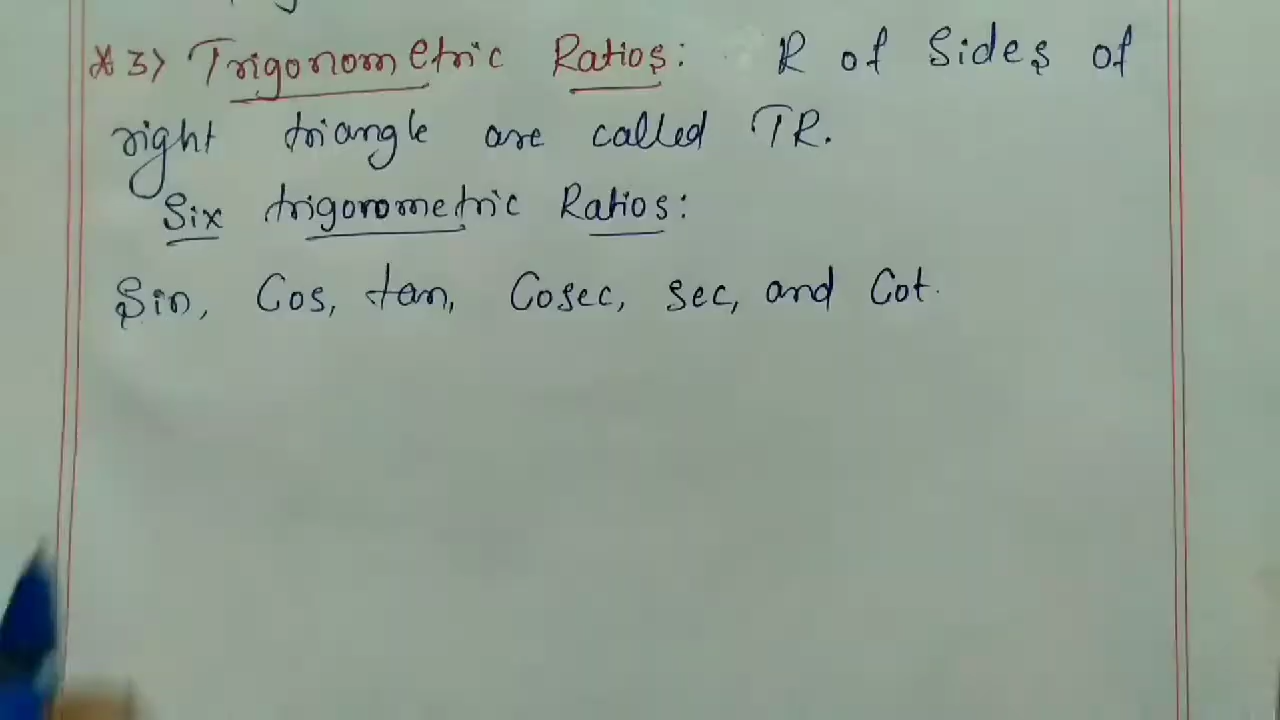 * 3) Trigonometric Ratios: R of Sides of
right triangle are called TR.
Six trigonometric Ratios:
Sin, Cos, tan, Cosec, sec, and Cot.